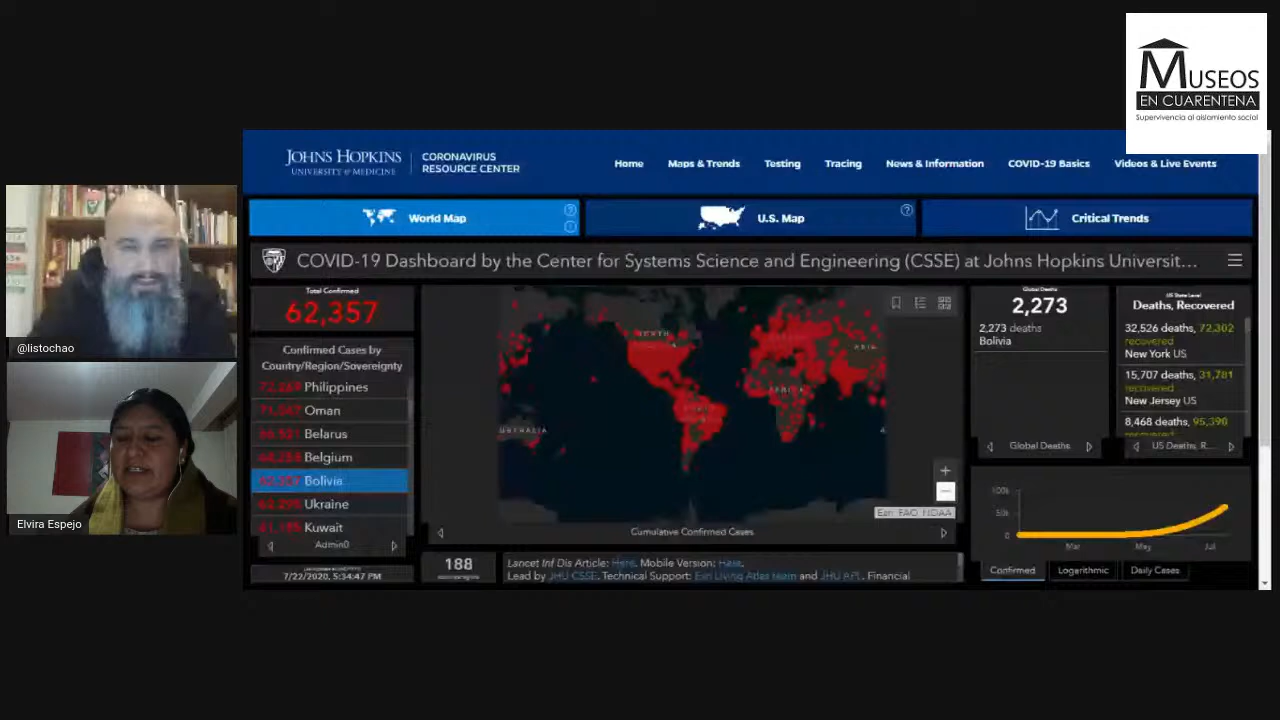 MUSEOS
EN CUARENTENA
Supervivencia al aislamiento social
JOHNS HOPKINS
UNIVERSITY & MEDICINE
CORONAVIRUS
RESOURCE CENTER
Home
Maps & Trends
Testing
Tracing
News & Information
COVID-19 Basics
Videos & Live Events
World Map
U.S. Map
Critical Trends
COVID-19 Dashboard by the Center for Systems Science and Engineering (CSSE) at Johns Hopkins Universit...
Total Confirmed
62,357
Confirmed Cases by
Country/Region/Sovereignty
Philippines
Oman
Belarus
Belgium
Bolivia
Ukraine
Kuwait
Admin0
7/22/2020, 5:34:47 PM
NORTH
ASIA
AFRICA
Esri, FAO, NOAA
Cumulative Confirmed Cases
188
Lancet Inf Dis Article: Here. Mobile Version: Here.
Lead by JHU CSSE. Technical Support: Esri Living Atlas team and JHU APL. Financial
Global Deaths
2,273
2,273 deaths
Bolivia
Global Deaths
US State Level
Deaths, Recovered
32,526 deaths, 72,302
recovered
New York US
15,707 deaths, 31,781
recovered
New Jersey US
8,468 deaths, 95,390
US Deaths, R...
100k
50k
0
Mar
May
Jul
Confirmed
Logarithmic
Daily Cases
@listochao
Elvira Espejo